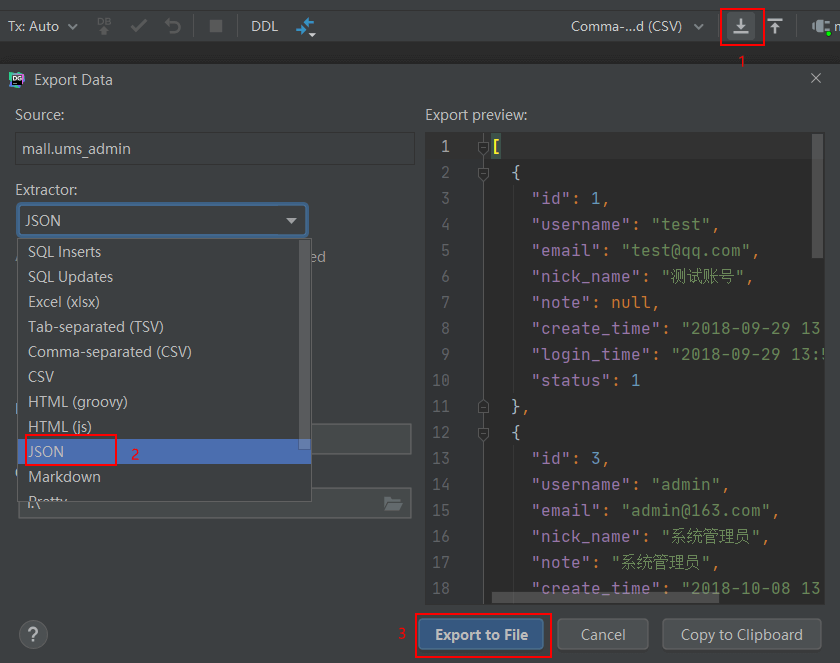 Tx: Auto DB DDL Comma-...d (CSV)
1
DG Export Data
Source:
mall.ums_admin
Extractor:
JSON
ed
SQL Inserts
SQL Updates
Excel (xlsx)
Tab-separated (TSV)
Comma-separated (CSV)
CSV
HTML (groovy)
HTML (js)
JSON 2
Markdown
Pretty
Export preview:
1 [
2 {
3 "id": 1,
4 "username": "test",
5 "email": "test@qq.com",
6 "nick_name": "测试账号",
7 "note": null,
8 "create_time": "2018-09-29 13
9 "login_time": "2018-09-29 13:5
10 "status": 1
11 },
12 {
13 "id": 3,
14 "username": "admin",
15 "email": "admin@163.com",
16 "nick_name": "系统管理员",
17 "note": "系统管理员",
18 "create_time": "2018-10-08 13
? 3 Export to File Cancel Copy to Clipboard